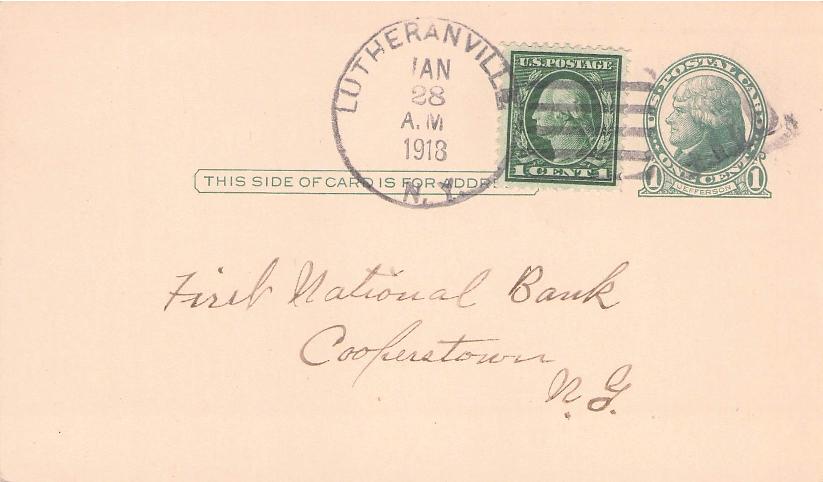 LUTHERANVILLE
JAN
28
A.M
1918
N.Y.
U.S. POSTAGE
1 CENT 1
U.S. POSTAL CARD
ONE CENT
1 JEFFERSON 1
THIS SIDE OF CARD IS FOR ADDRE
First National Bank
Cooperstown
N.Y.